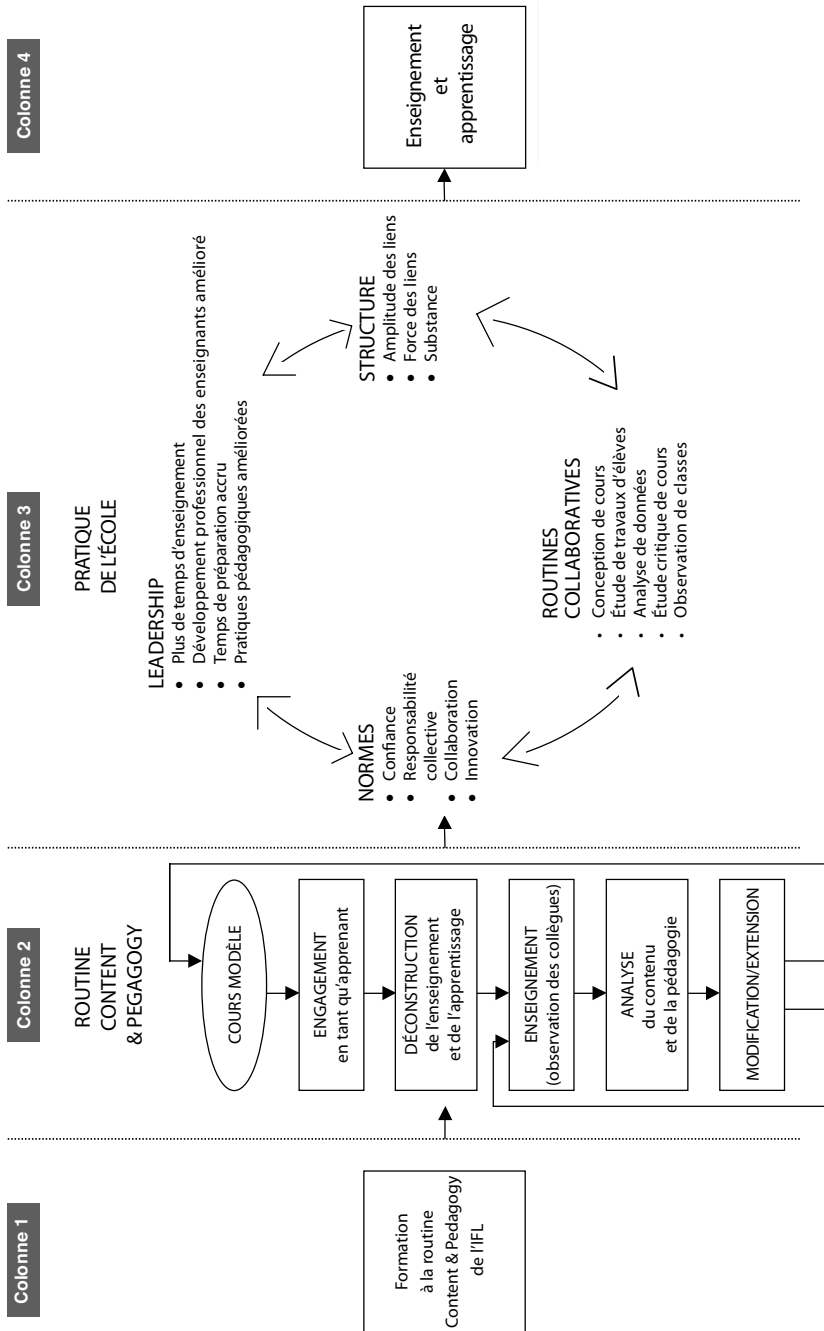 Colonne 1
Formation
à la routine
Content & Pedagogy
de l'IFL
Colonne 2
ROUTINE
CONTENT
& PEGAGOGY
COURS MODÈLE
ENGAGEMENT
en tant qu'apprenant
DÉCONSTRUCTION
de l'enseignement
et de l'apprentissage
ENSEIGNEMENT
(observation des collègues)
ANALYSE
du contenu
et de la pédagogie
MODIFICATION/EXTENSION
Colonne 3
PRATIQUE
DE L'ÉCOLE
LEADERSHIP
• Plus de temps d'enseignement
• Développement professionnel des enseignants amélioré
• Temps de préparation accru
• Pratiques pédagogiques améliorées
NORMES
• Confiance
• Responsabilité
collective
• Collaboration
• Innovation
STRUCTURE
• Amplitude des liens
• Force des liens
• Substance
ROUTINES
COLLABORATIVES
• Conception de cours
• Étude de travaux d'élèves
• Analyse de données
• Étude critique de cours
• Observation de classes
Colonne 4
Enseignement
et
apprentissage